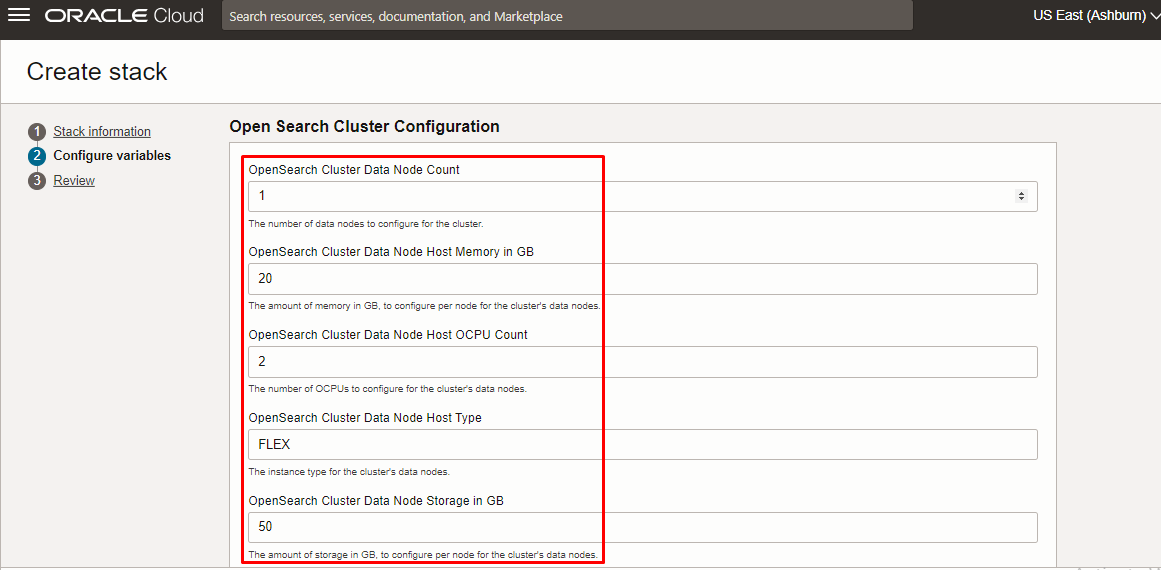 ORACLE Cloud
Search resources, services, documentation, and Marketplace
US East (Ashburn)
Create stack
1 Stack information
2 Configure variables
3 Review
Open Search Cluster Configuration
OpenSearch Cluster Data Node Count
1
The number of data nodes to configure for the cluster.
OpenSearch Cluster Data Node Host Memory in GB
20
The amount of memory in GB, to configure per node for the cluster's data nodes.
OpenSearch Cluster Data Node Host OCPU Count
2
The number of OCPUs to configure for the cluster's data nodes.
OpenSearch Cluster Data Node Host Type
FLEX
The instance type for the cluster's data nodes.
OpenSearch Cluster Data Node Storage in GB
50
The amount of storage in GB, to configure per node for the cluster's data nodes.